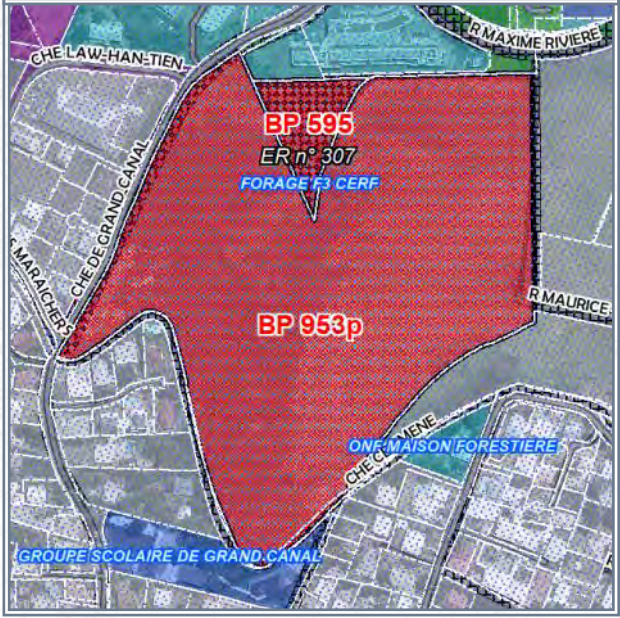 R MAXIME RIVIERE
CHE LAW-HAN-TIEN
BP 595
ER n° 307
FORAGE F3 CERF
CHE DE GRAND CANAL
MARAICHERS
R MAURICE
BP 953p
ONF MAISON FORESTIERE
GROUPE SCOLAIRE DE GRAND CANAL